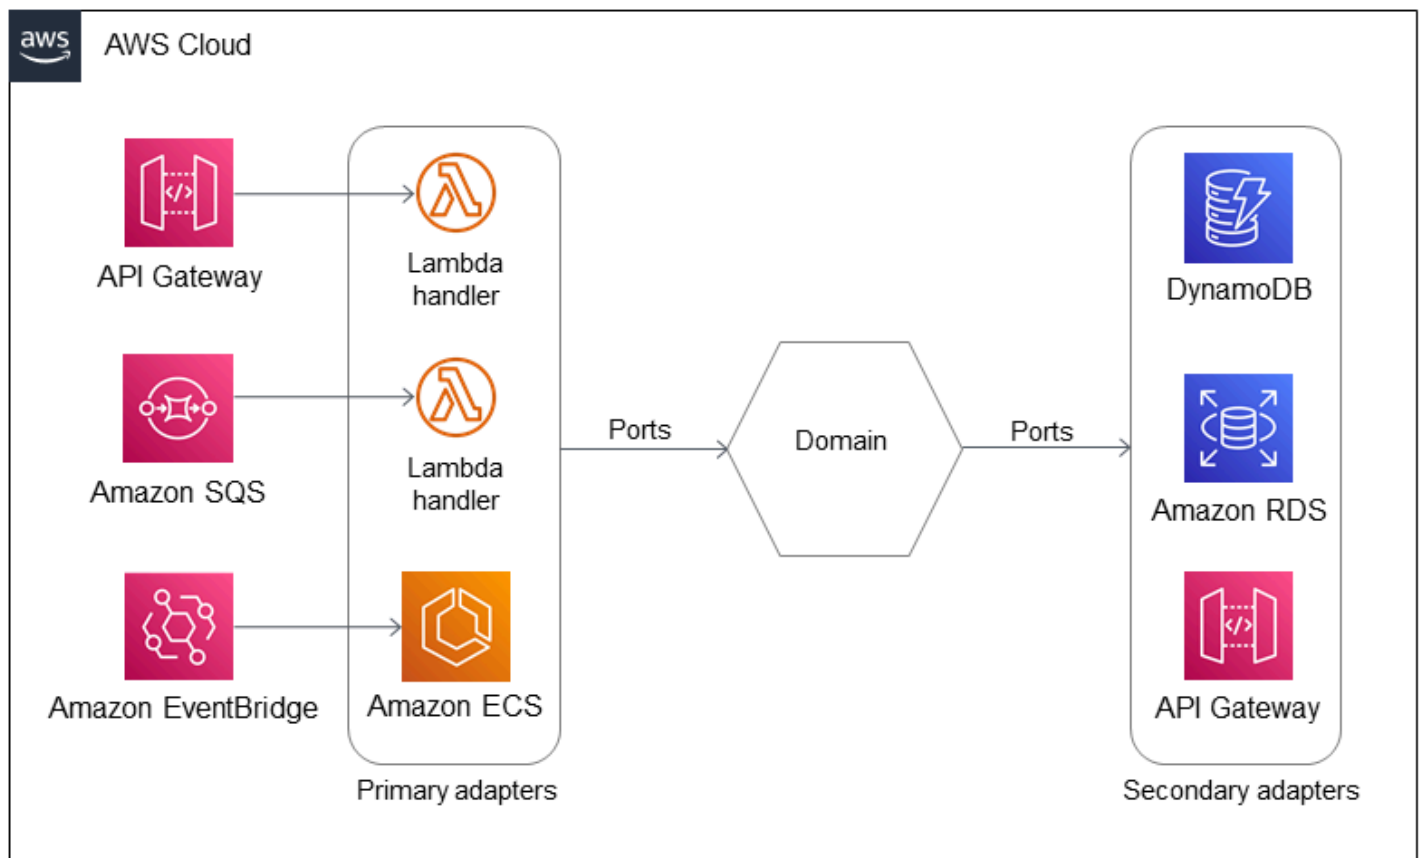 aws
AWS Cloud
API Gateway
Lambda
handler
DynamoDB
Amazon SQS
Lambda
handler
Ports
Domain
Ports
Amazon RDS
Amazon EventBridge
Amazon ECS
API Gateway
Primary adapters
Secondary adapters